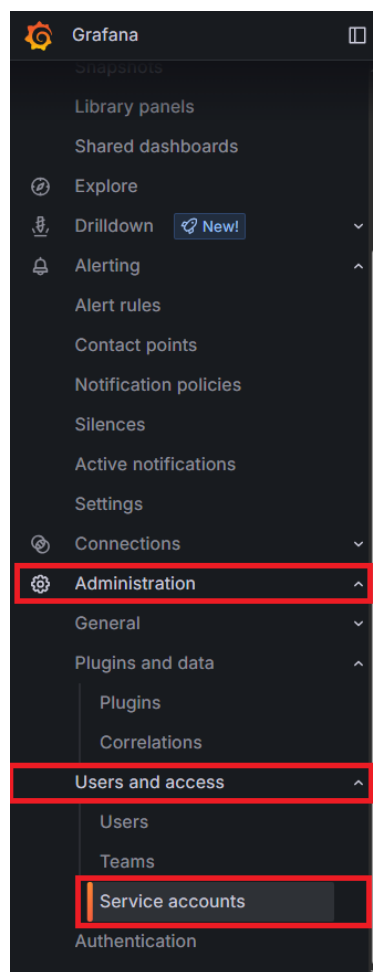 Grafana
Snapshots
Library panels
Shared dashboards
Explore
Drilldown New!
Alerting
Alert rules
Contact points
Notification policies
Silences
Active notifications
Settings
Connections
Administration
General
Plugins and data
Plugins
Correlations
Users and access
Users
Teams
Service accounts
Authentication